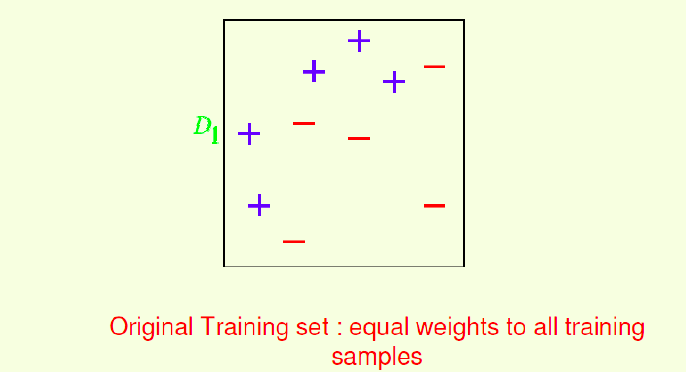 D1
Original Training set : equal weights to all training
samples